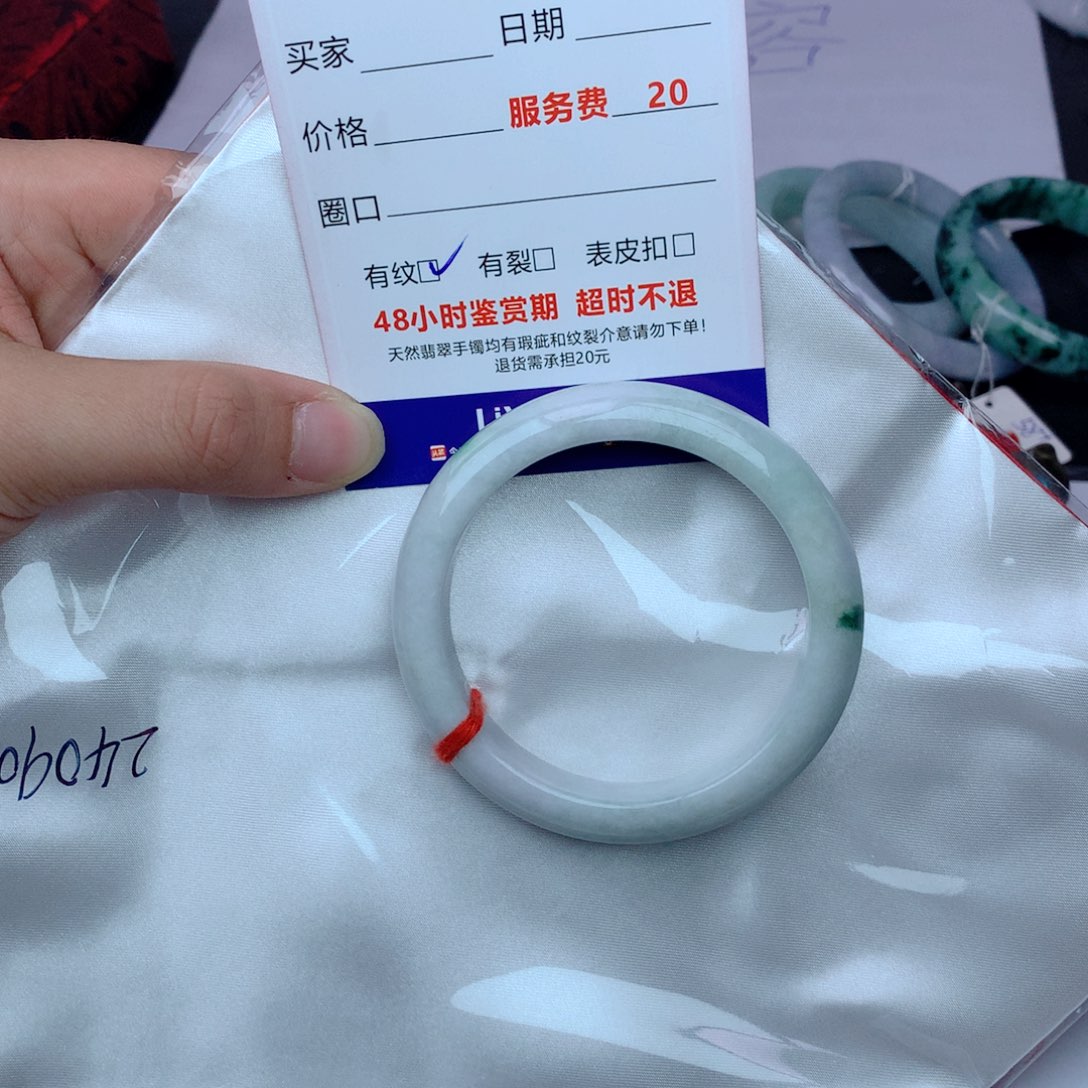 买家 日期
价格 服务费 20
圈口
有纹☑ 有裂□ 表皮扣□
48小时鉴赏期 超时不退
天然翡翠手镯均有瑕疵和纹裂介意请勿下单!
退货需承担20元